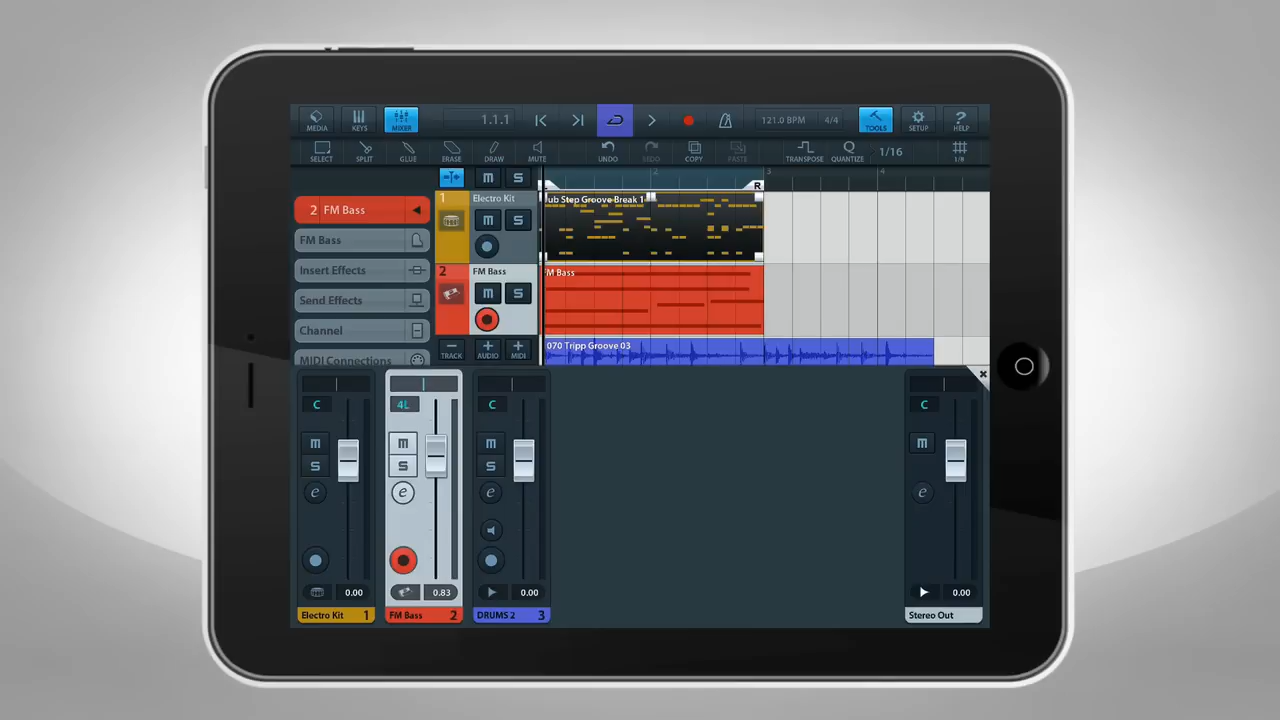 MEDIA KEYS MIXER 1.1.1 121.0 BPM 4/4 TOOLS SETUP ? HELP
SELECT SPLIT GLUE ERASE DRAW MUTE UNDO REDO COPY PASTE TRANSPOSE QUANTIZE 1/16 1/8
M S 2 3 4
L R
1 Electro Kit ub Step Groove Break 1
2 FM Bass M S
FM Bass
Insert Effects 2 FM Bass M Bass
Send Effects M S
Channel
MIDI Connections TRACK AUDIO MIDI 070 Tripp Groove 03
C 4L C C
M M M M
S S S
e e e e
0.00 0.83 0.00 0.00
Electro Kit 1 FM Bass 2 DRUMS 2 3 Stereo Out